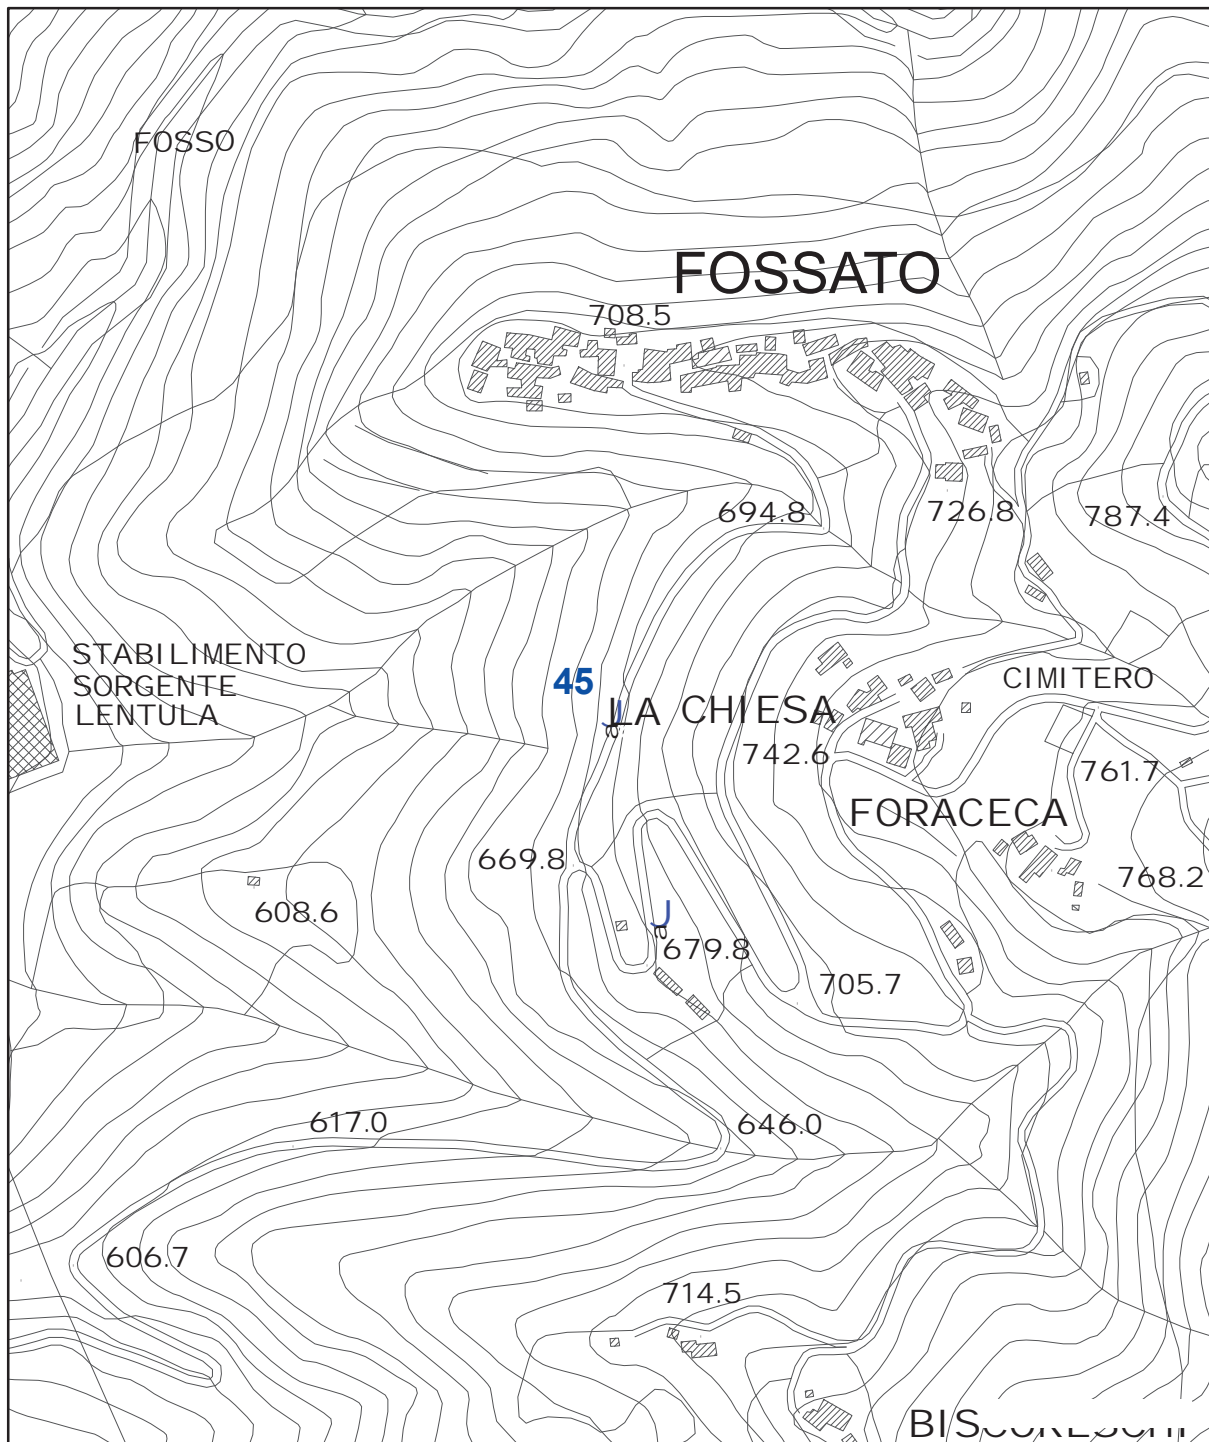 FOSSO
FOSSATO
708.5
694.8
726.8
787.4
STABILIMENTO
SORGENTE
LENTULA
45
CIMITERO
J
a
LA CHIESA
742.6
761.7
FORACECA
669.8
768.2
608.6
J
a
679.8
705.7
617.0
646.0
606.7
714.5